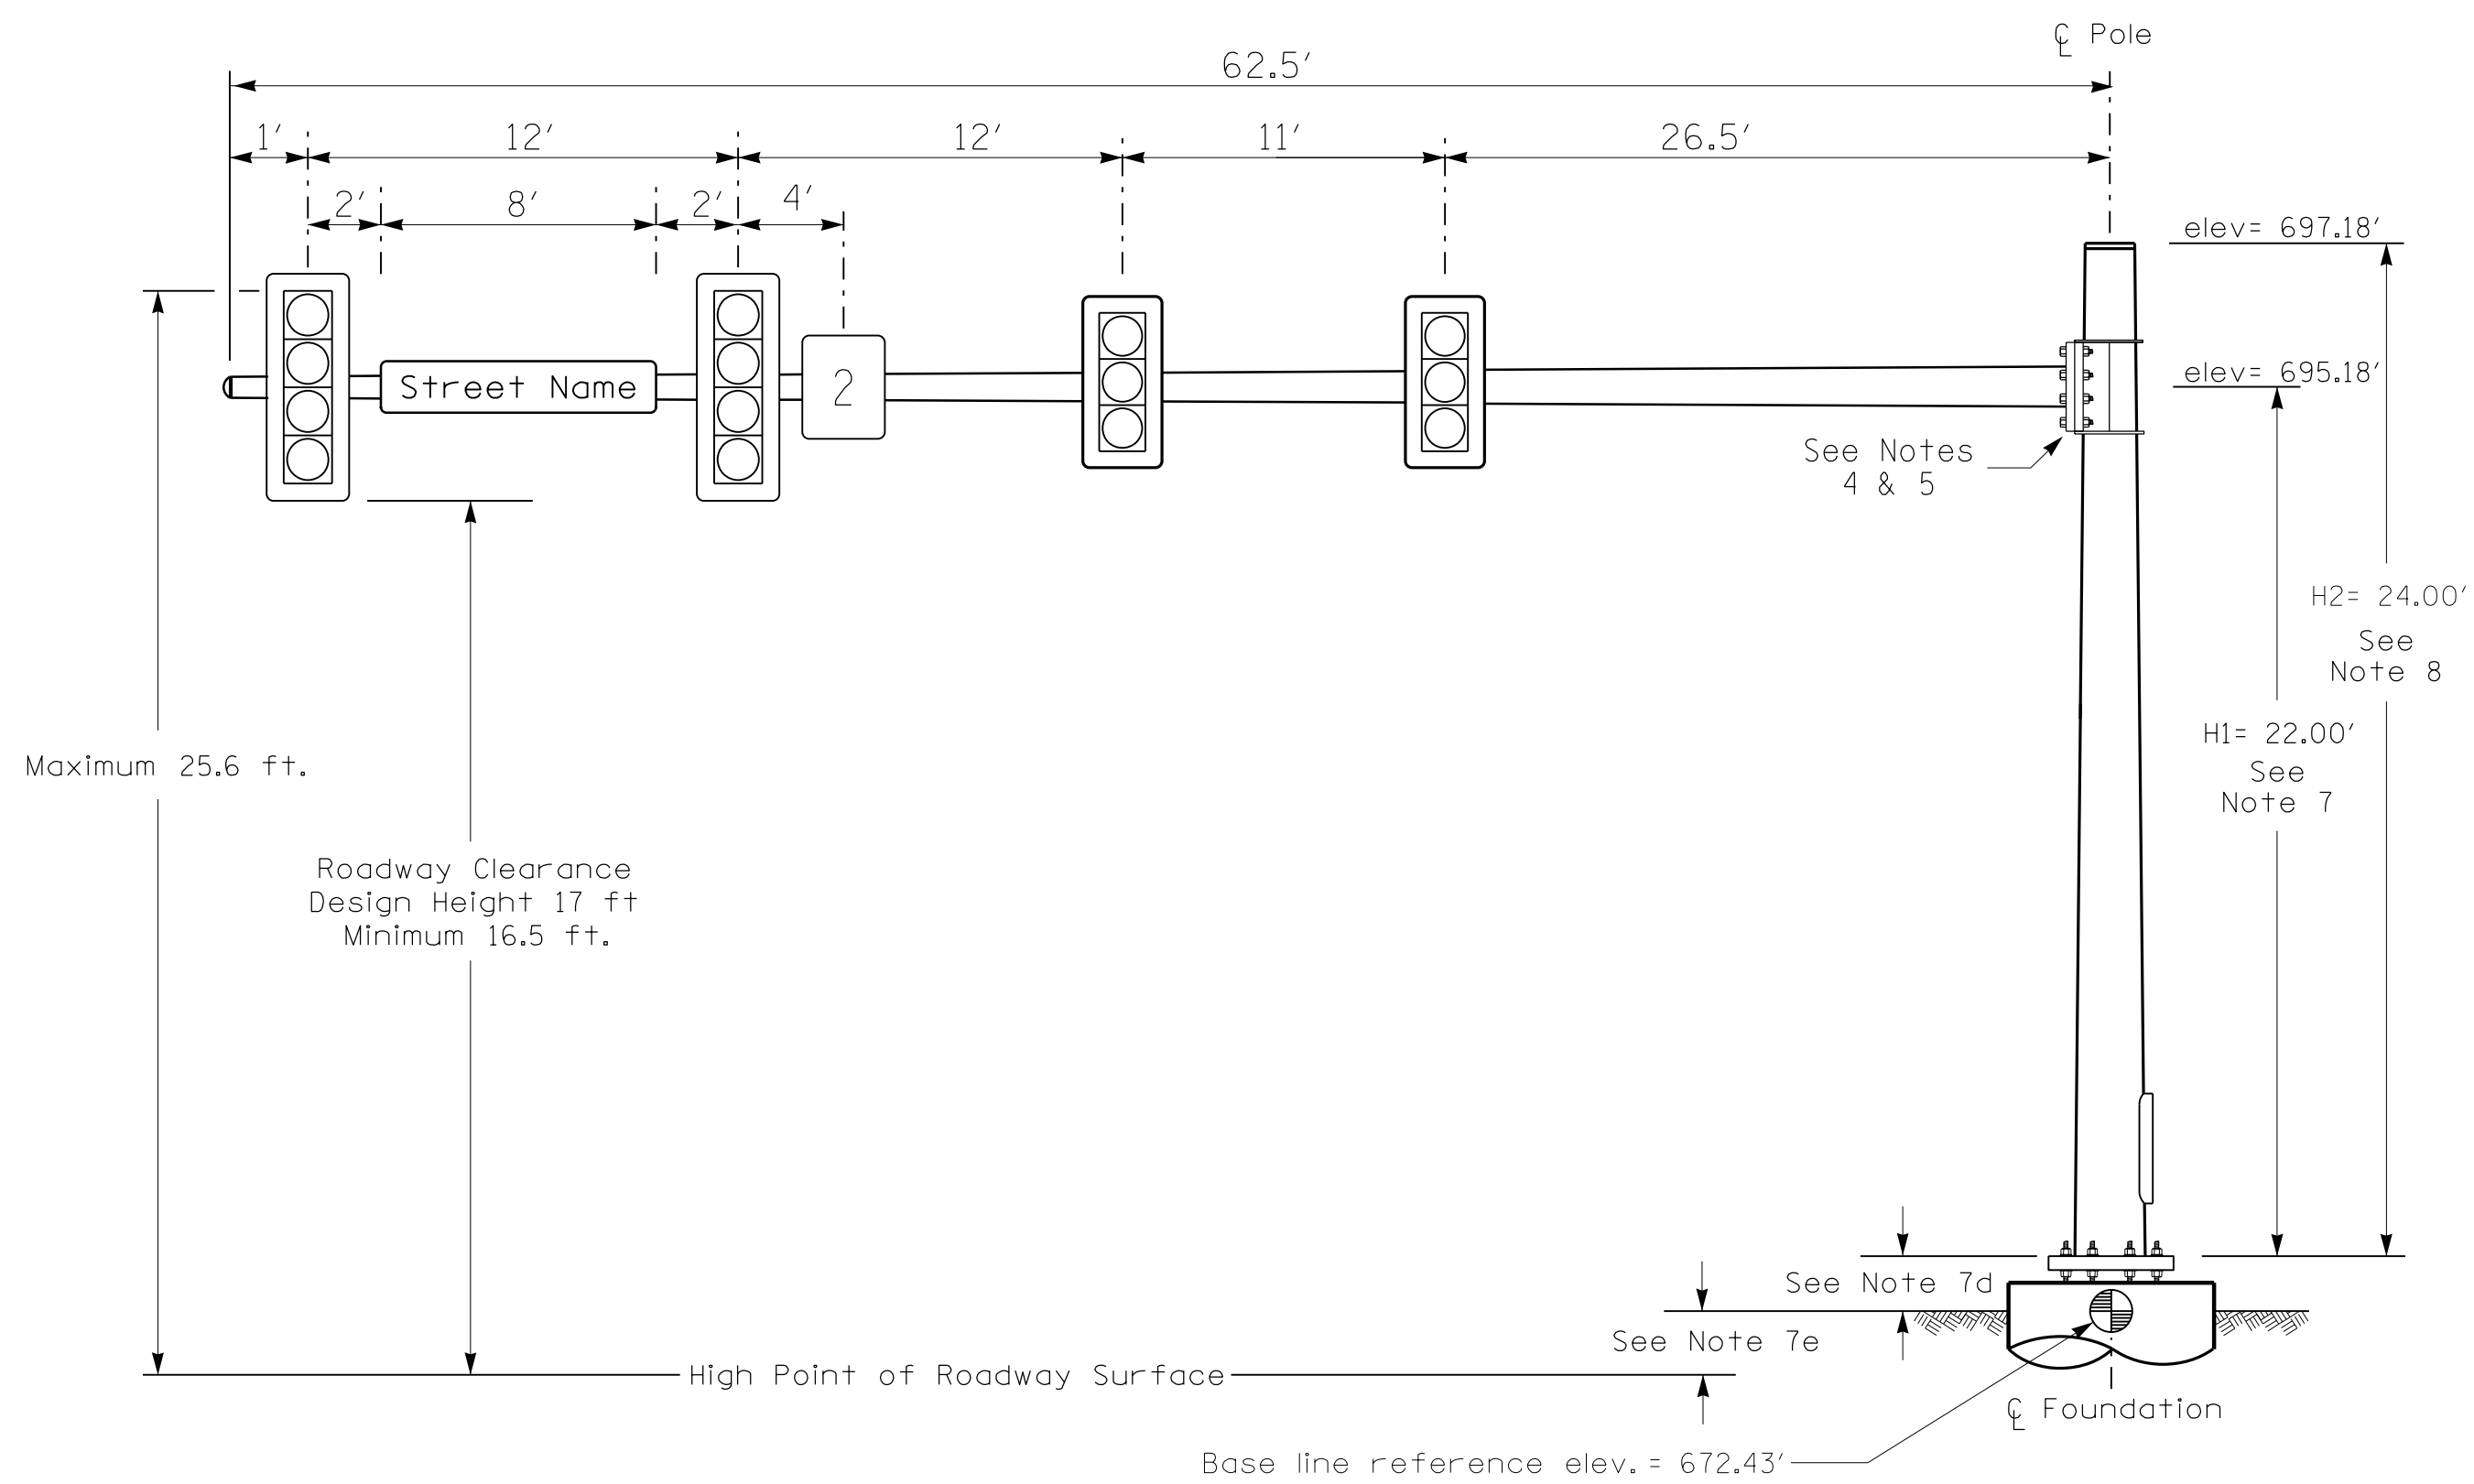 ℄ Pole
62.5'
1'
12'
12'
11'
26.5'
2'
8'
2'
4'
elev= 697.18'
elev= 695.18'
Street Name
2
See Notes
4 & 5
H2= 24.00'
See
Note 8
H1= 22.00'
See
Note 7
Maximum 25.6 ft.
Roadway Clearance
Design Height 17 ft
Minimum 16.5 ft.
See Note 7d
See Note 7e
High Point of Roadway Surface
℄ Foundation
Base line reference elev. = 672.43'